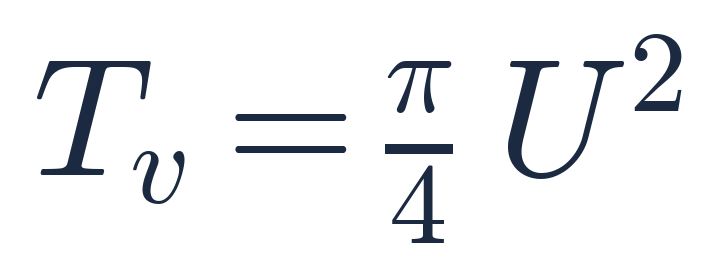 T_v = \frac{\pi}{4} U^2